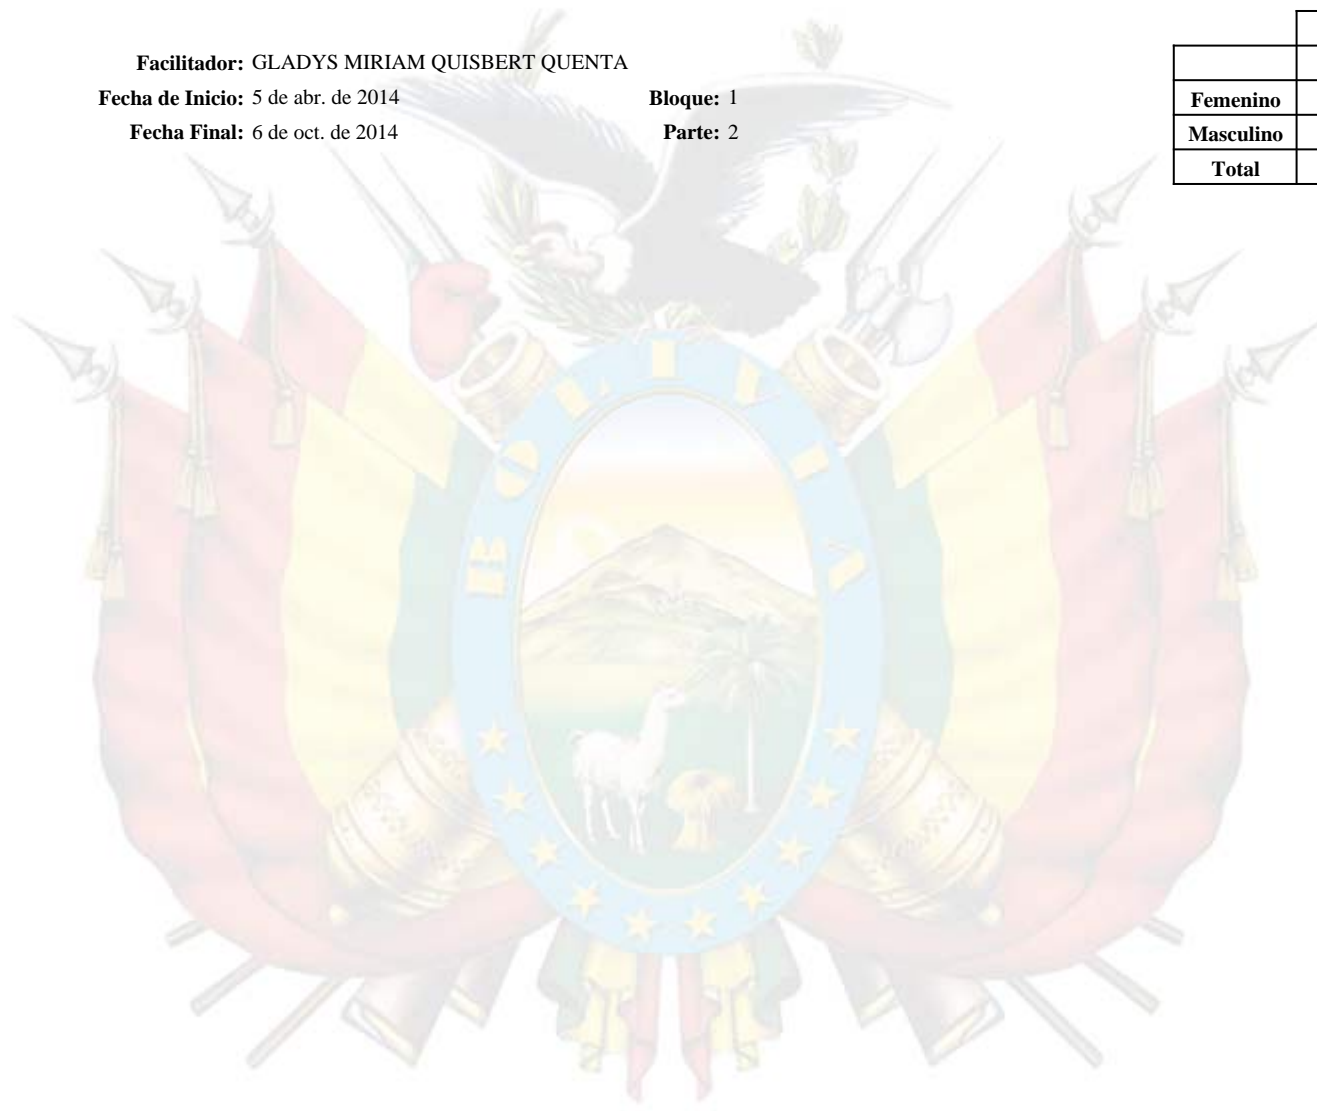 Facilitador: GLADYS MIRIAM QUISBERT QUENTA
Fecha de Inicio: 5 de abr. de 2014 Bloque: 1
Fecha Final: 6 de oct. de 2014 Parte: 2
Femenino
Masculino
Total
BOLIVIA